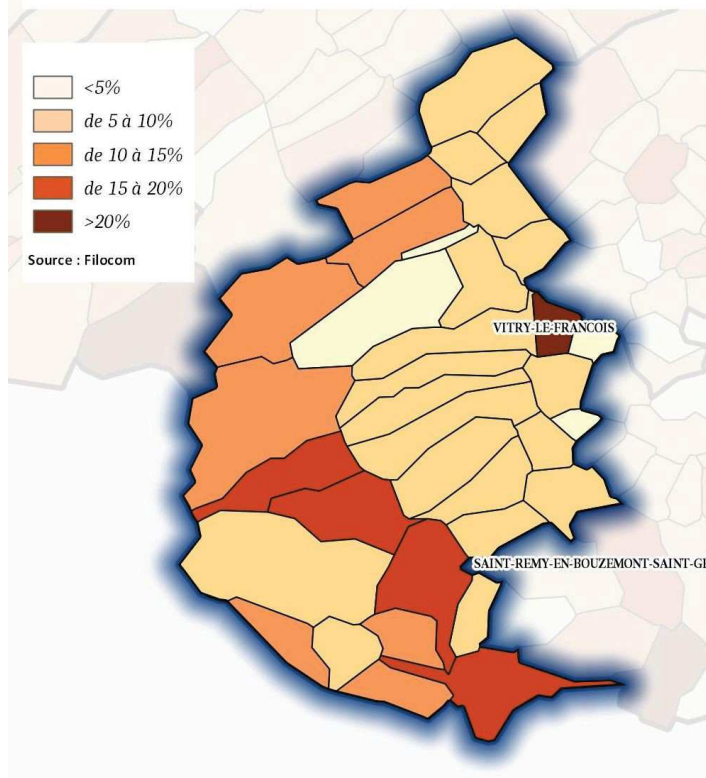 <5%
de 5 à 10%
de 10 à 15%
de 15 à 20%
>20%
Source : Filocom
VITRY-LE-FRANCOIS
SAINT-REMY-EN-BOUZEMONT-SAINT-GE